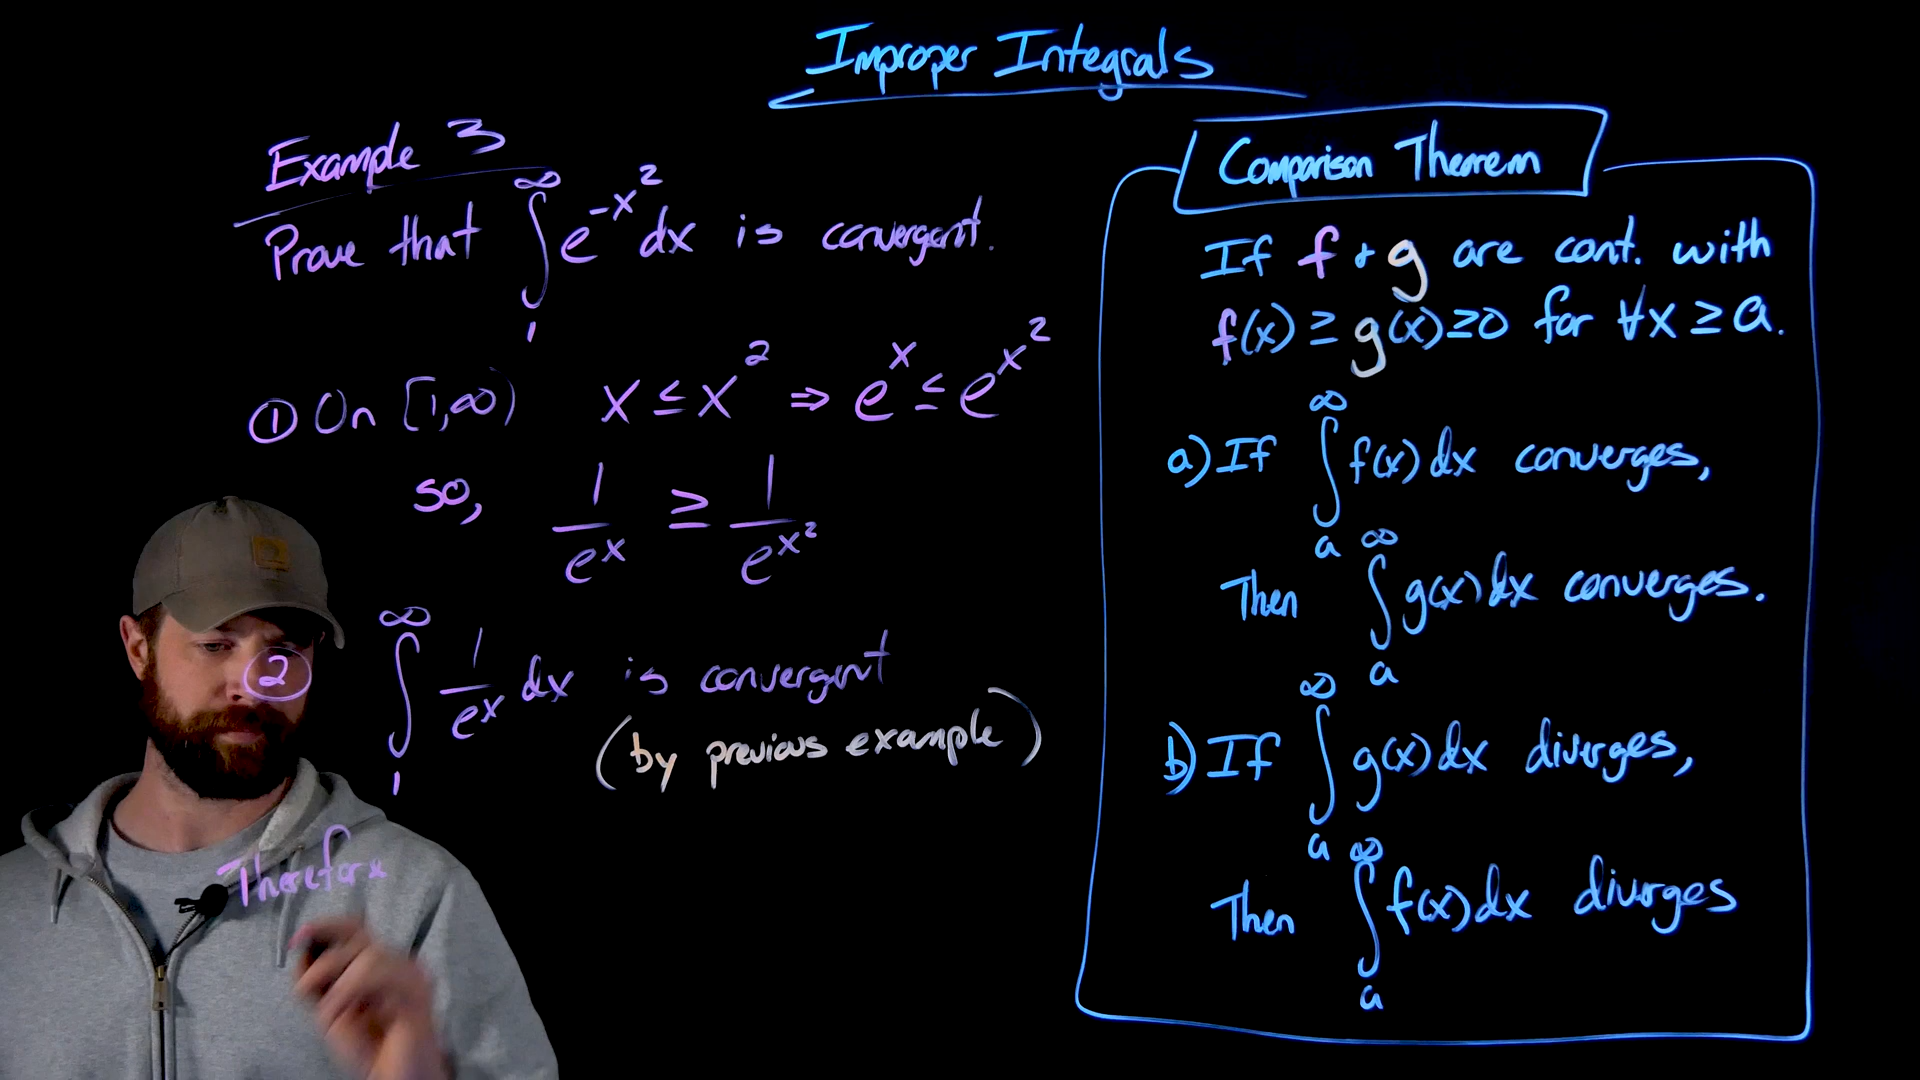 Improper Integrals
Example 3
Prove that ∫₁^∞ e^(-x²) dx is convergent.
① On [1,∞) x ≤ x² ⇒ e^x ≤ e^(x²)
so, 1/e^x ≥ 1/e^(x²)
② ∫₁^∞ 1/e^x dx is convergent
(by previous example)
Therefore
Comparison Theorem
If f + g are cont. with
f(x) ≥ g(x) ≥ 0 for ∀x ≥ a.
a) If ∫ₐ^∞ f(x) dx converges,
Then ∫ₐ^∞ g(x) dx converges.
b) If ∫ₐ^∞ g(x) dx diverges,
Then ∫ₐ^∞ f(x) dx diverges